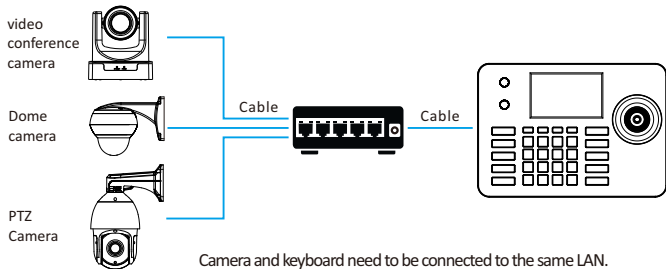 video
conference
camera
Dome
camera
PTZ
Camera
Cable
Cable
Camera and keyboard need to be connected to the same LAN.